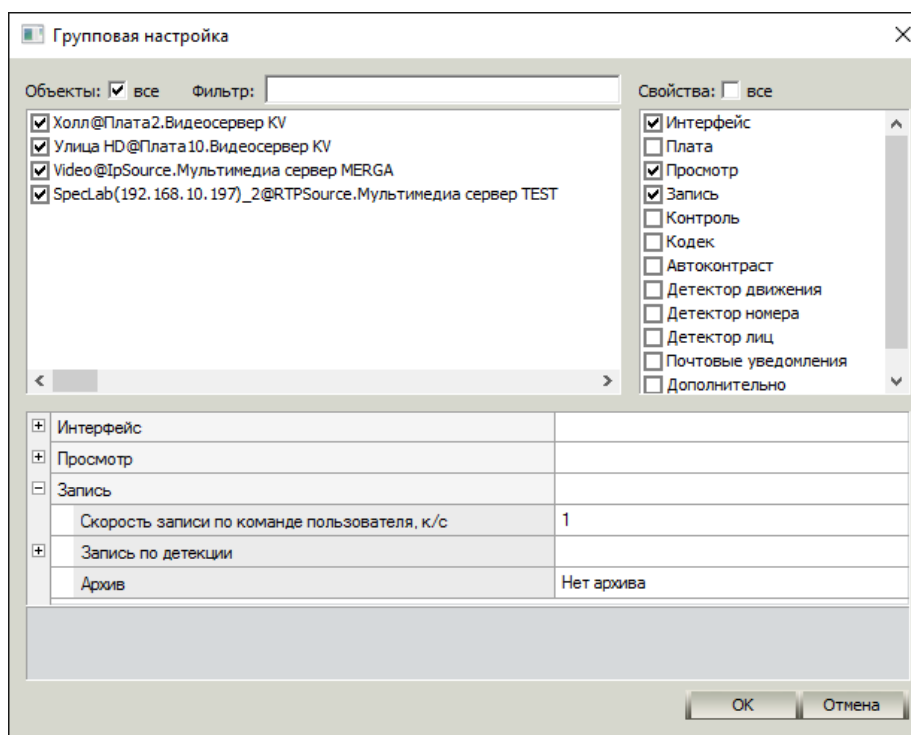 Групповая настройка
Объекты: все Фильтр: Свойства: все
Холл@Плата2.Видеосервер KV
Улица HD@Плата10.Видеосервер KV
Video@IpSource.Мультимедиа сервер MERGA
SpecLab(192.168.10.197)_2@RTPSource.Мультимедиа сервер TEST
Интерфейс
Плата
Просмотр
Запись
Контроль
Кодек
Автоконтраст
Детектор движения
Детектор номера
Детектор лиц
Почтовые уведомления
Дополнительно
Интерфейс
Просмотр
Запись
Скорость записи по команде пользователя, к/с 1
Запись по детекции
Архив Нет архива
OK Отмена